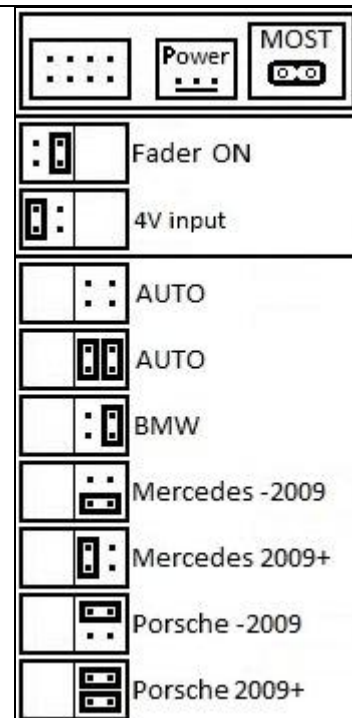 Power
MOST
Fader ON
4V input
AUTO
AUTO
BMW
Mercedes -2009
Mercedes 2009+
Porsche -2009
Porsche 2009+